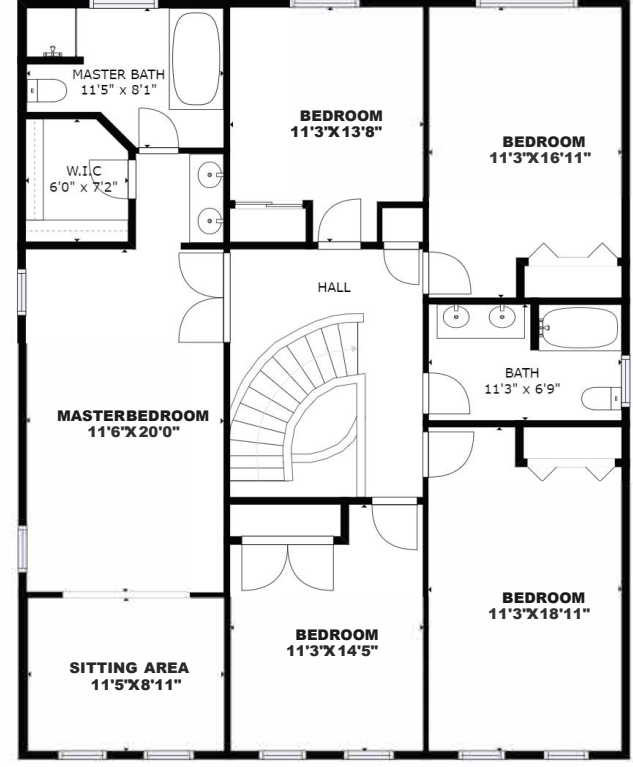 MASTER BATH
11'5" x 8'1"
BEDROOM
11'3"X13'8"
BEDROOM
11'3"X16'11"
W.I.C
6'0" x 7'2"
HALL
BATH
11'3" x 6'9"
MASTERBEDROOM
11'6"X20'0"
BEDROOM
11'3"X18'11"
BEDROOM
11'3"X14'5"
SITTING AREA
11'5"X8'11"